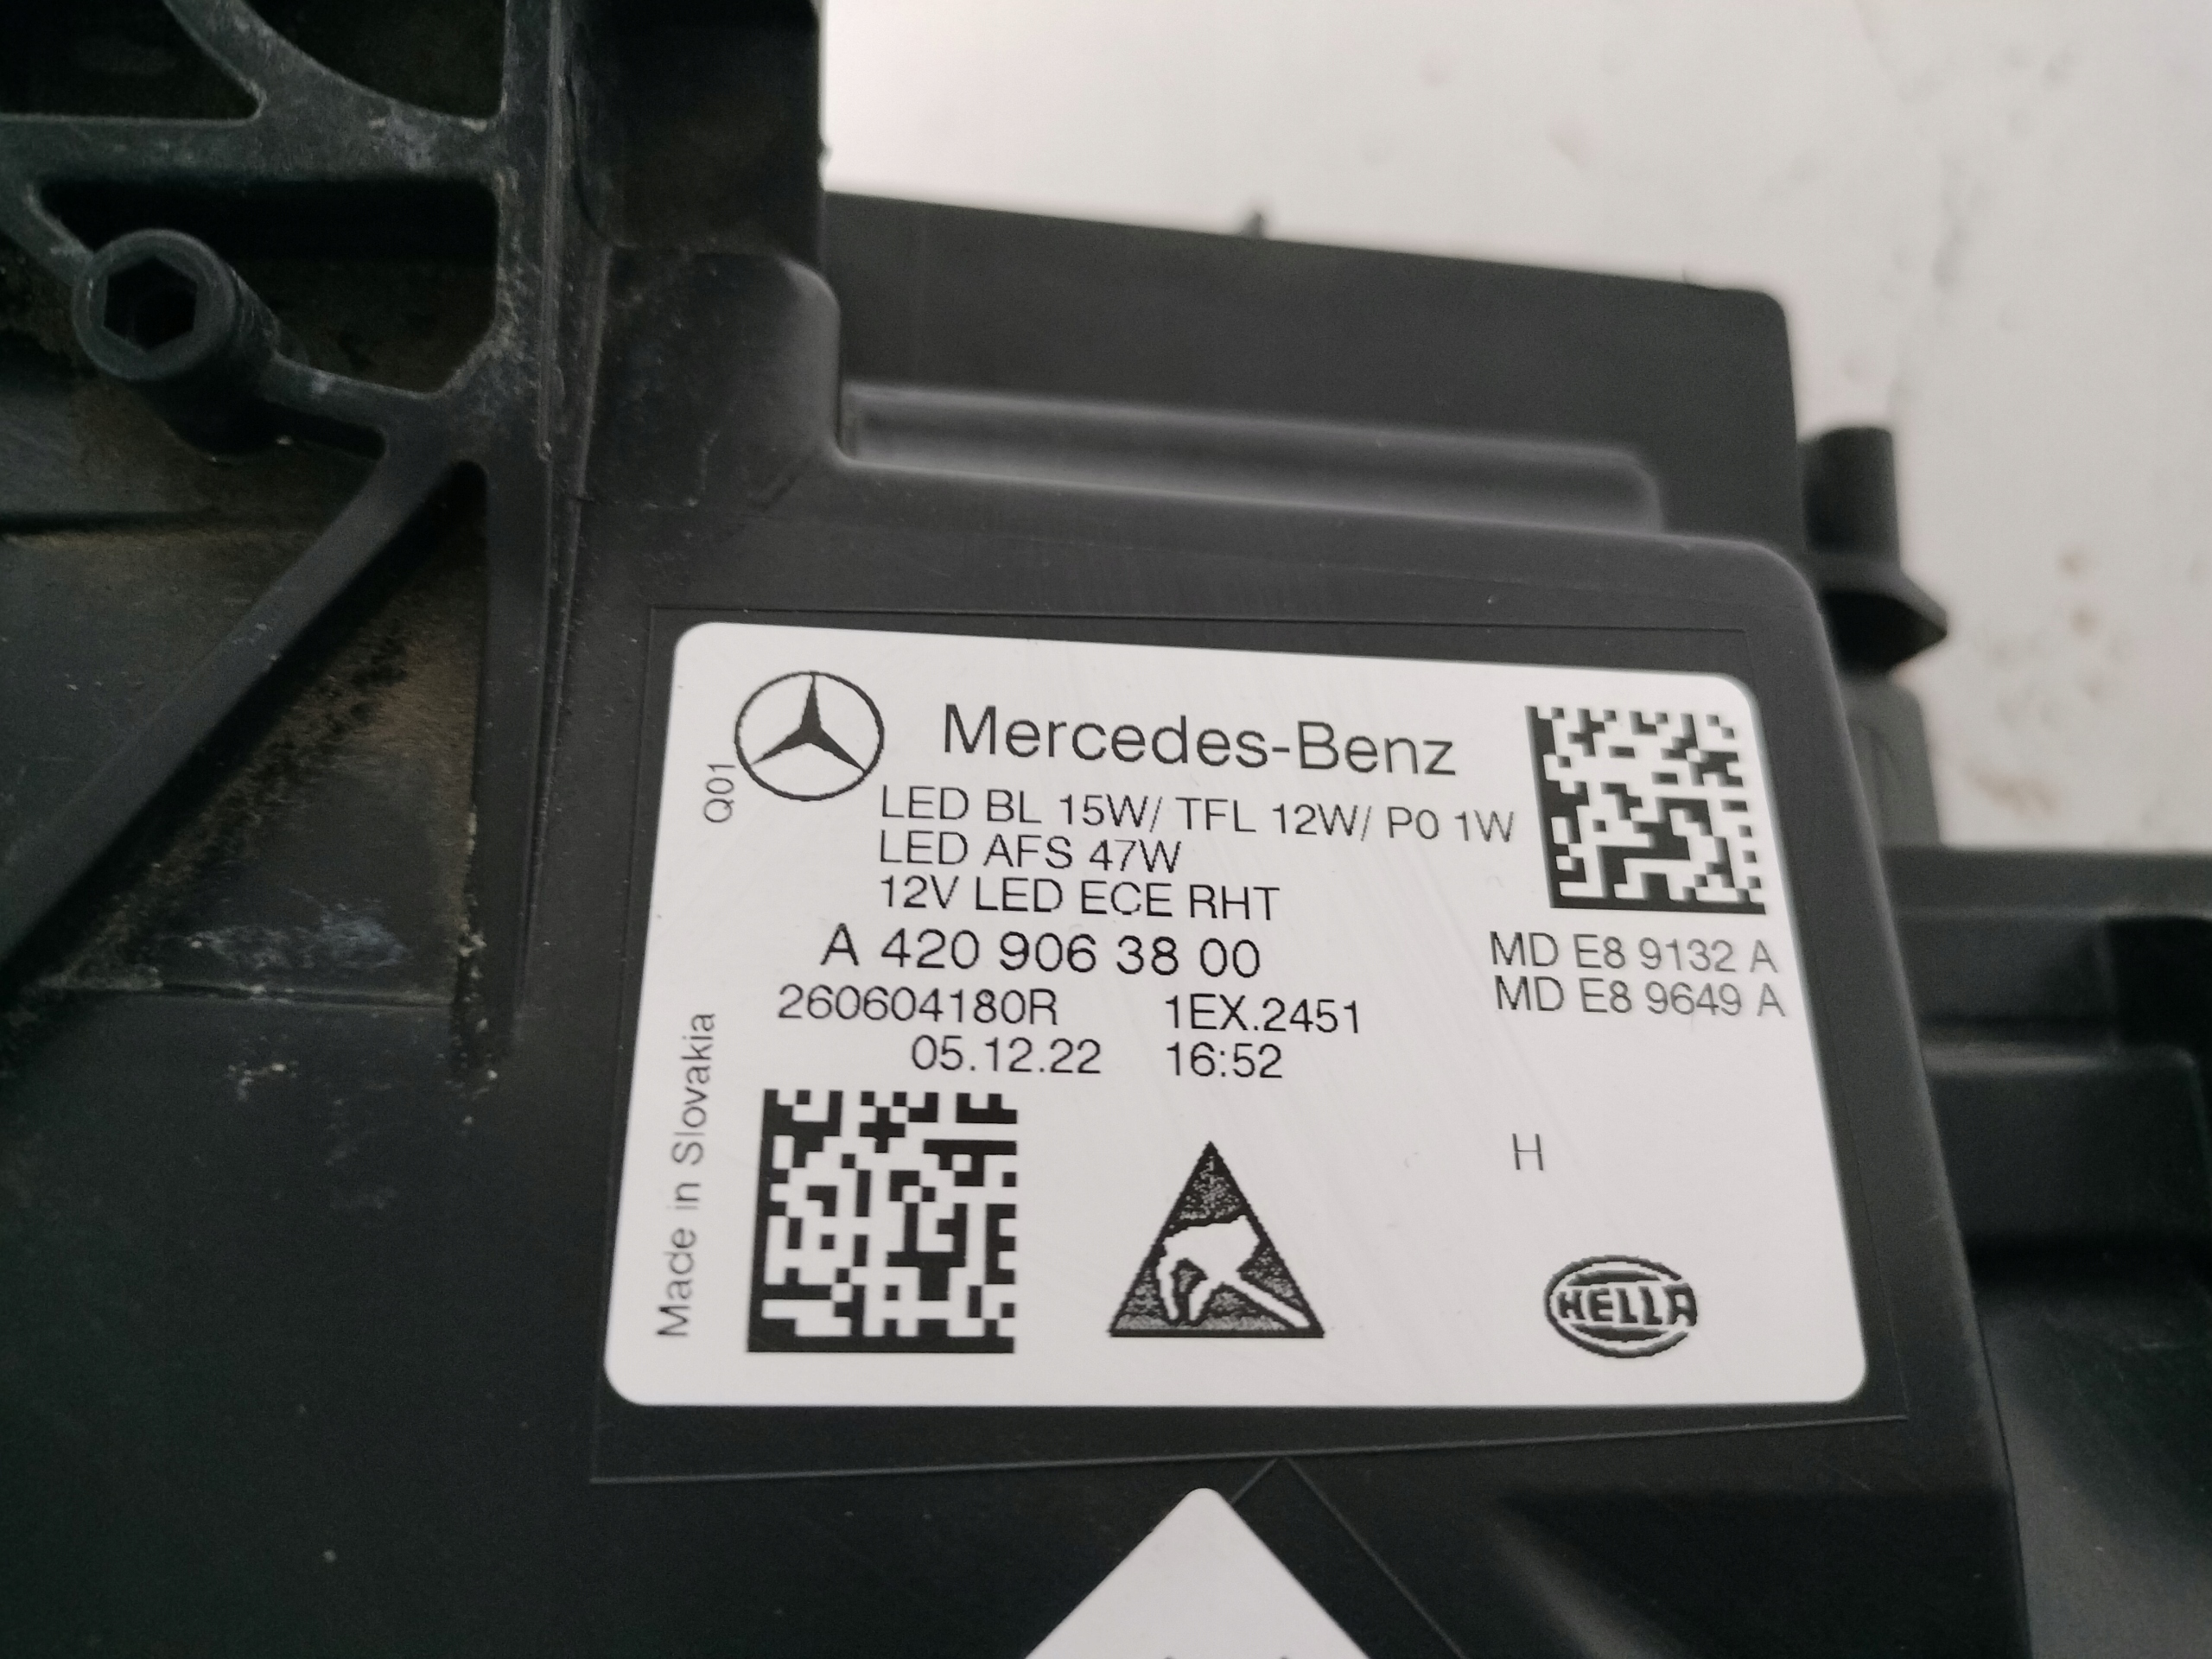 Mercedes-Benz
Q01
LED BL 15W/ TFL 12W/ P0 1W
LED AFS 47W
12V LED ECE RHT
A 420 906 38 00
MD E8 9132 A
MD E8 9649 A
260604180R 1EX.2451
05.12.22 16:52
Made in Slovakia
H
HELLA